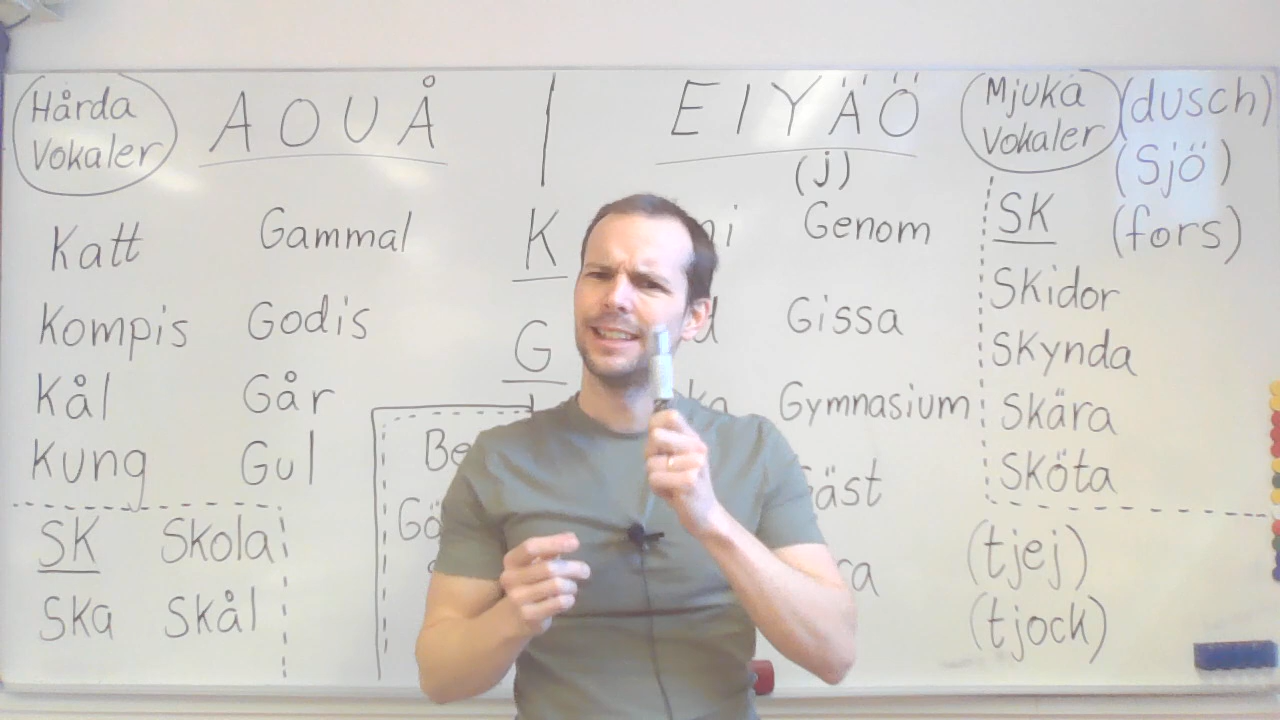 Hårda
Vokaler
A O U Å
E I Y Ä Ö
Mjuka
Vokaler
(dusch)
(Sjö)
(fors)
(j)
Katt
Kompis
Kål
Kung
Gammal
Godis
Går
Gul
K
G
Genom
Gissa
Gymnasium
SK
Skidor
Skynda
Skära
Sköta
SK Skola
Ska Skål
(tjej)
(tjock)